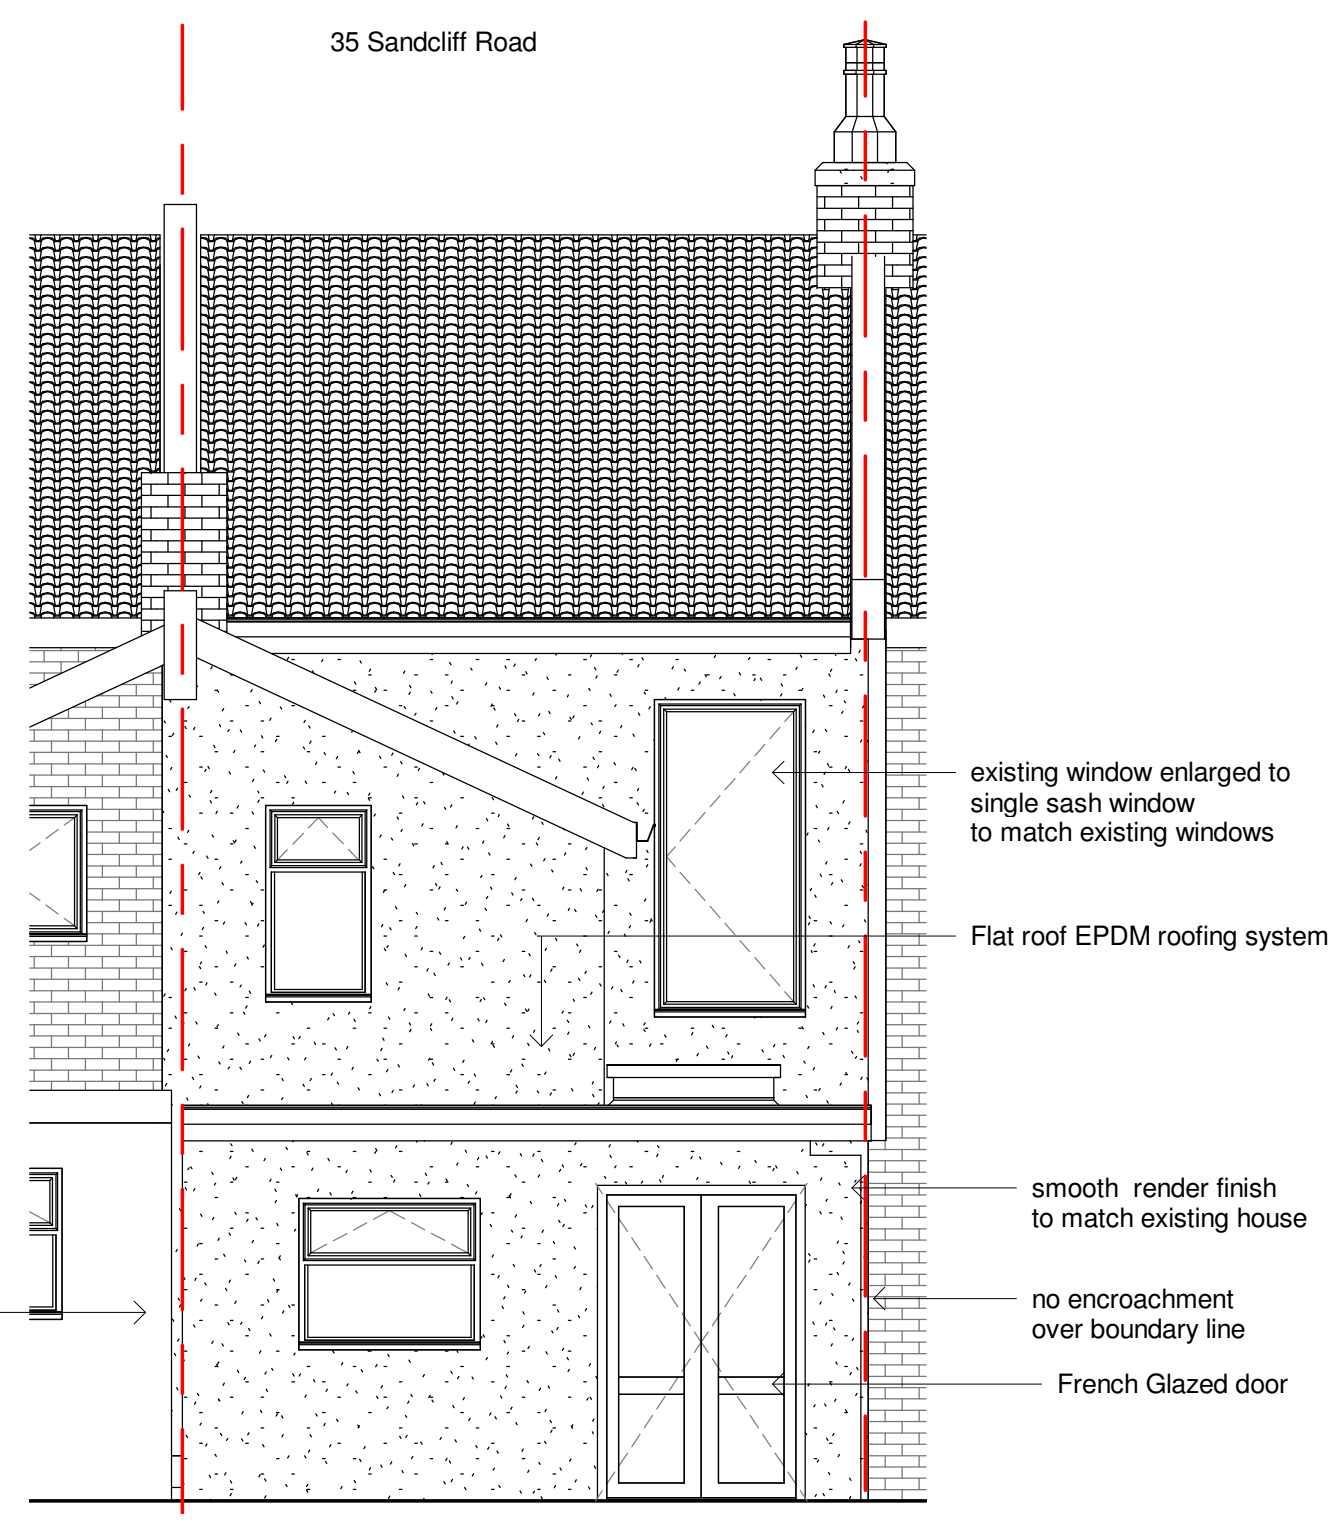 35 Sandcliff Road
existing window enlarged to
single sash window
to match existing windows
Flat roof EPDM roofing system
smooth render finish
to match existing house
no encroachment
over boundary line
French Glazed door